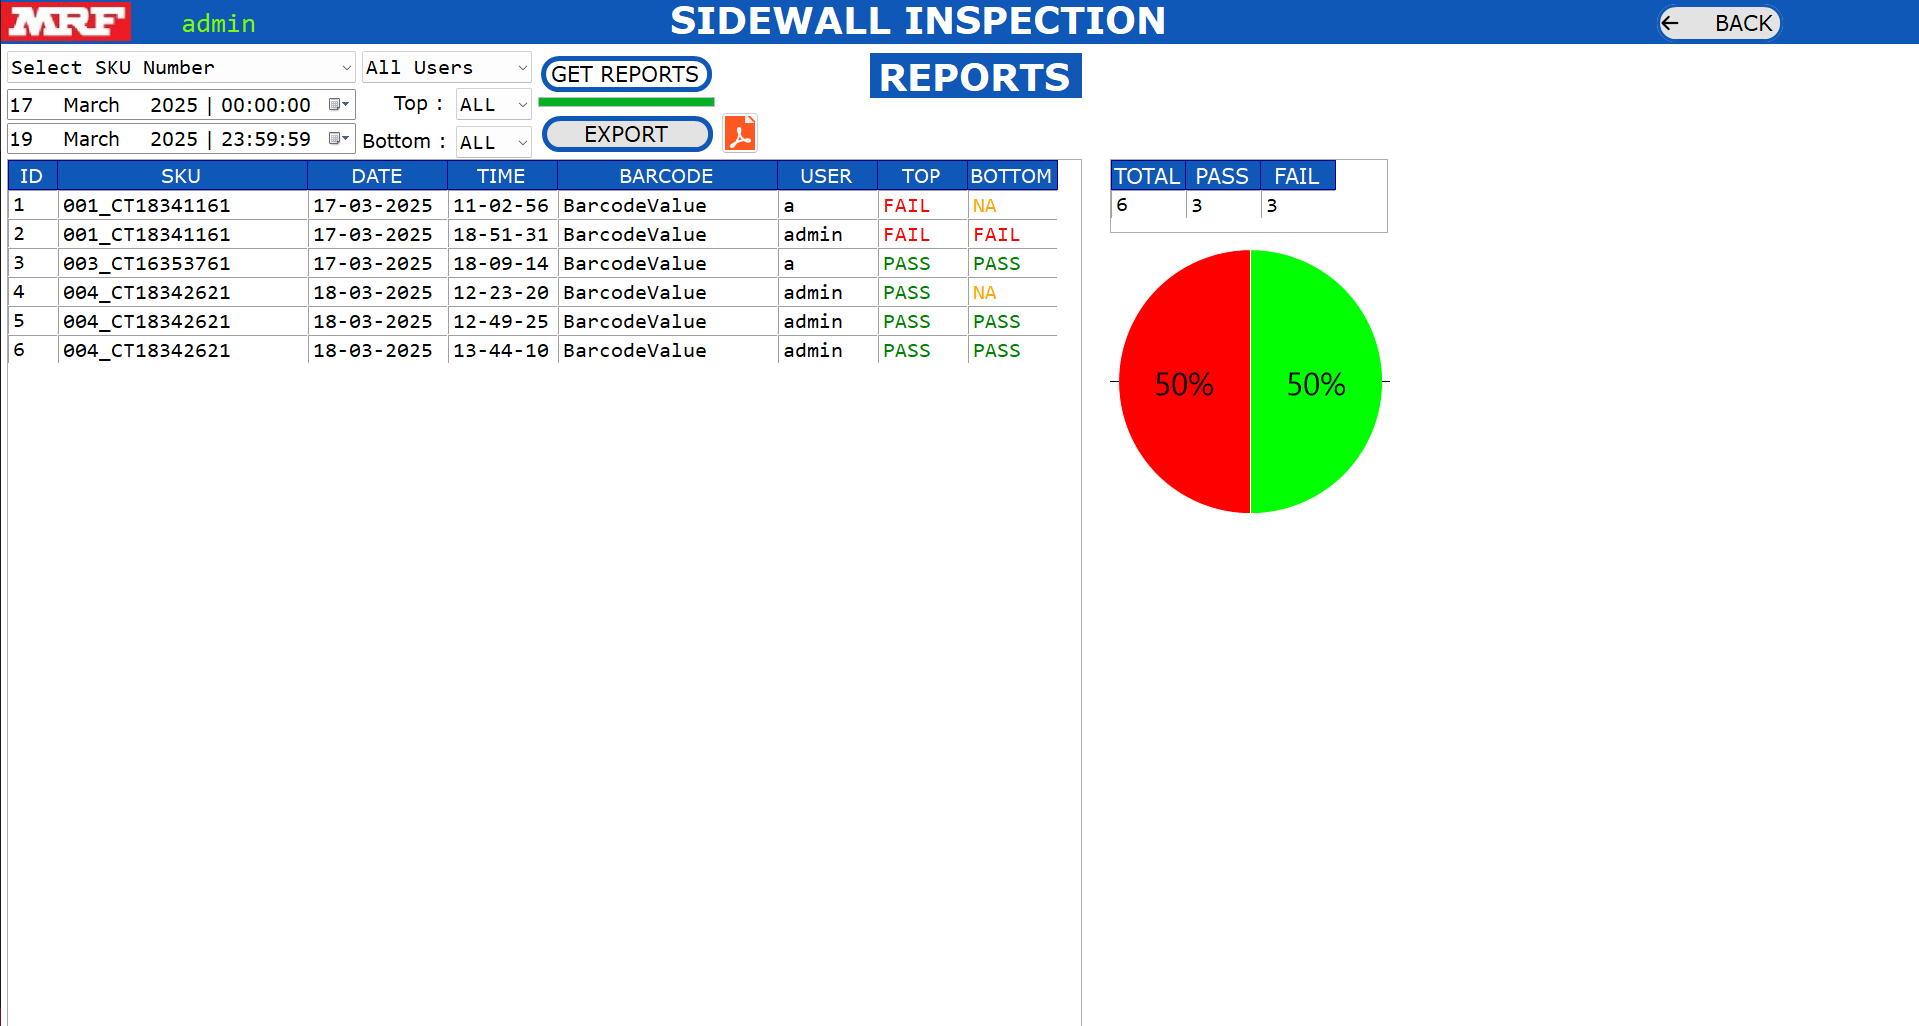 MRF admin SIDEWALL INSPECTION ← BACK
Select SKU Number All Users GET REPORTS REPORTS
17 March 2025 | 00:00:00 Top : ALL
19 March 2025 | 23:59:59 Bottom : ALL EXPORT
ID SKU DATE TIME BARCODE USER TOP BOTTOM
1 001_CT18341161 17-03-2025 11-02-56 BarcodeValue a FAIL NA
2 001_CT18341161 17-03-2025 18-51-31 BarcodeValue admin FAIL FAIL
3 003_CT16353761 17-03-2025 18-09-14 BarcodeValue a PASS PASS
4 004_CT18342621 18-03-2025 12-23-20 BarcodeValue admin PASS NA
5 004_CT18342621 18-03-2025 12-49-25 BarcodeValue admin PASS PASS
6 004_CT18342621 18-03-2025 13-44-10 BarcodeValue admin PASS PASS
TOTAL PASS FAIL
6 3 3
50% 50%